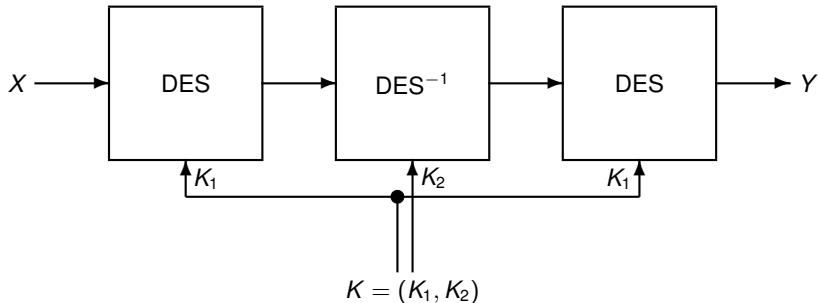 X DES DES⁻¹ DES Y
K₁ K₂ K₁
K = (K₁, K₂)